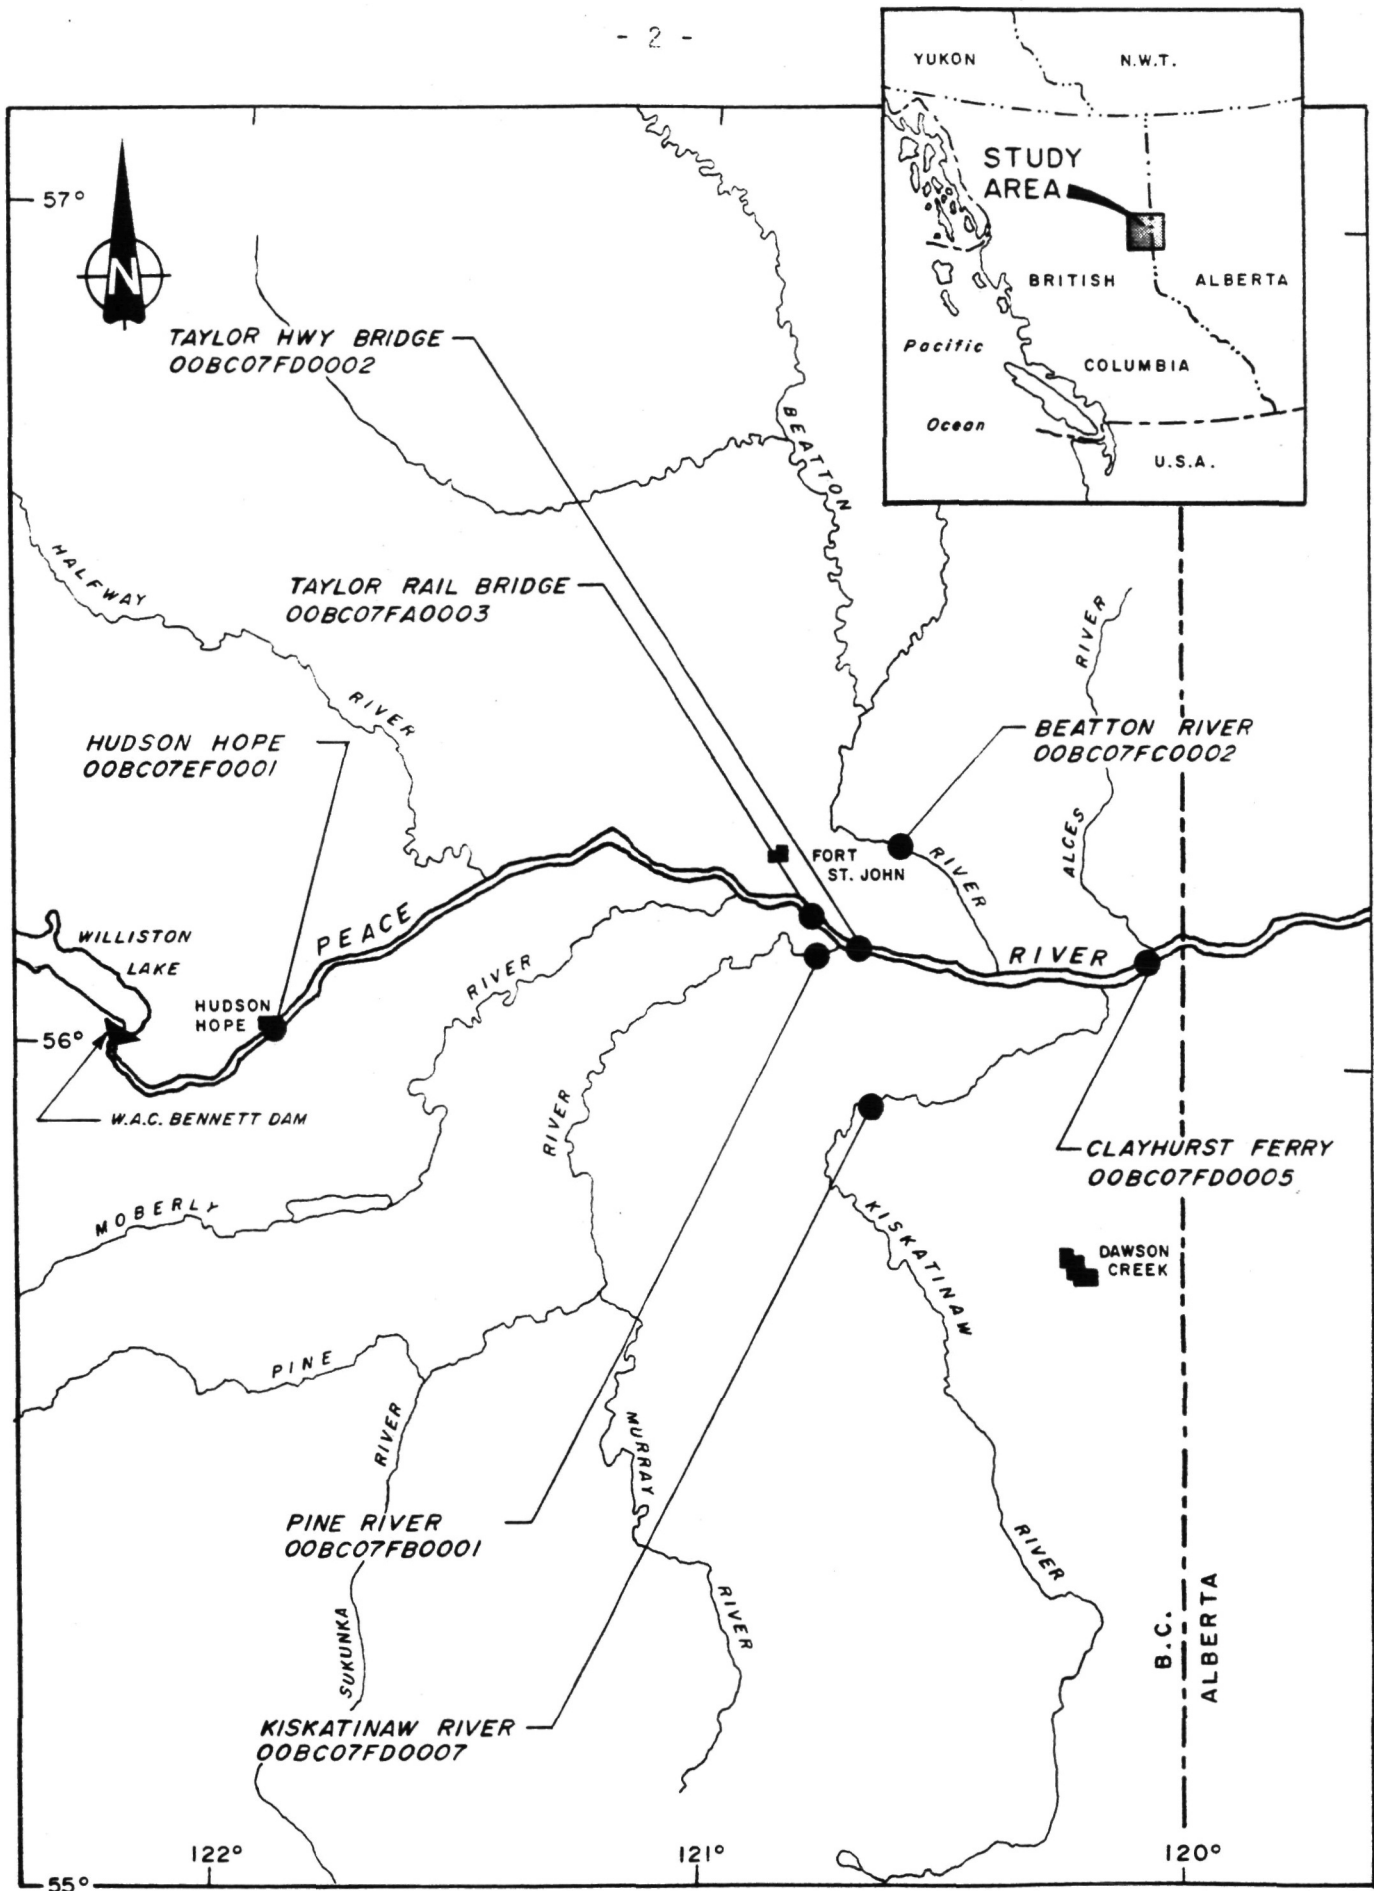 - 2 -
YUKON
N.W.T.
STUDY
AREA
BRITISH
ALBERTA
Pacific
COLUMBIA
Ocean
U.S.A.
57°
N
TAYLOR HWY BRIDGE
00BC07FD0002
BEATTON
HALFWAY
TAYLOR RAIL BRIDGE
00BC07FA0003
RIVER
RIVER
HUDSON HOPE
00BC07EF0001
BEATTON RIVER
00BC07FC0002
ALCES
FORT
ST. JOHN
RIVER
PEACE
WILLISTON
LAKE
RIVER
RIVER
HUDSON
HOPE
56°
W.A.C. BENNETT DAM
RIVER
CLAYHURST FERRY
00BC07FD0005
MOBERLY
KISKATINAW
DAWSON
CREEK
PINE
RIVER
MURRAY
PINE RIVER
00BC07FB0001
RIVER
RIVER
SUKUNKA
B.C.
ALBERTA
KISKATINAW RIVER
00BC07FD0007
122°
121°
120°
55°